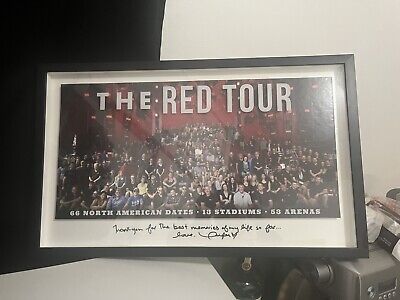 THE RED TOUR
66 NORTH AMERICAN DATES · 13 STADIUMS · 53 ARENAS
Thank you for the best memories of my life so far...
Love, Taylor